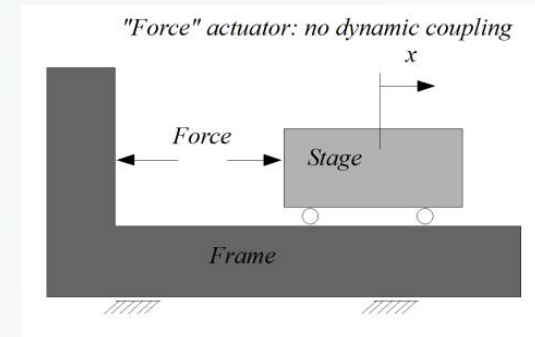 "Force" actuator: no dynamic coupling
x
Force
Stage
Frame